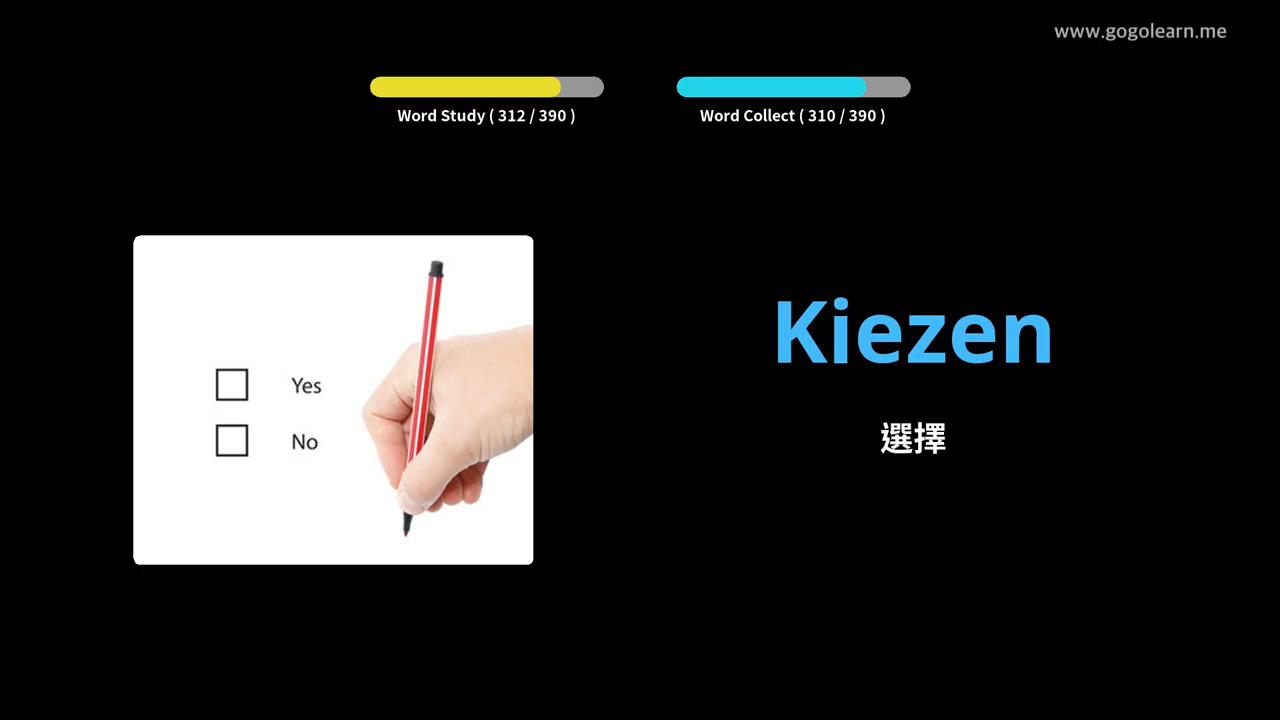 www.gogolearn.me
Word Study ( 312 / 390 )
Word Collect ( 310 / 390 )
Yes
No
Kiezen
選擇